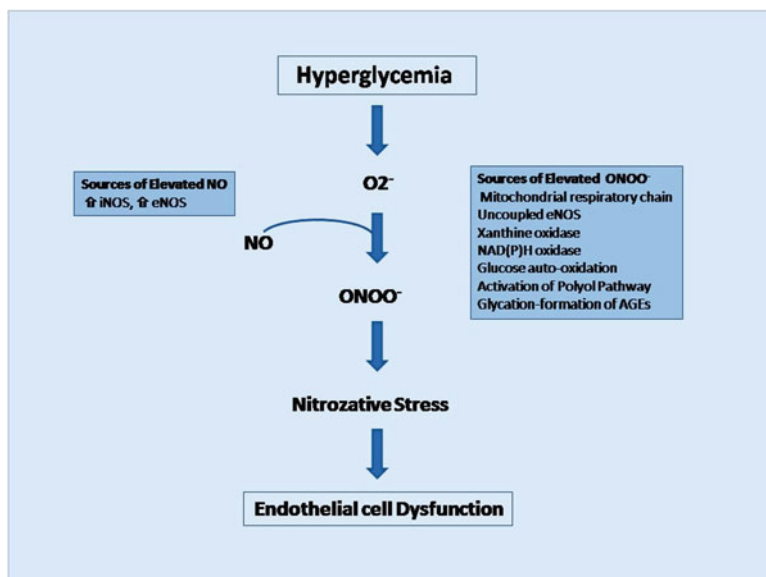 Hyperglycemia
O2⁻
Sources of Elevated NO
⇧ iNOS, ⇧ eNOS
NO
Sources of Elevated ONOO⁻
Mitochondrial respiratory chain
Uncoupled eNOS
Xanthine oxidase
NAD(P)H oxidase
Glucose auto-oxidation
Activation of Polyol Pathway
Glycation-formation of AGEs
ONOO⁻
Nitrozative Stress
Endothelial cell Dysfunction